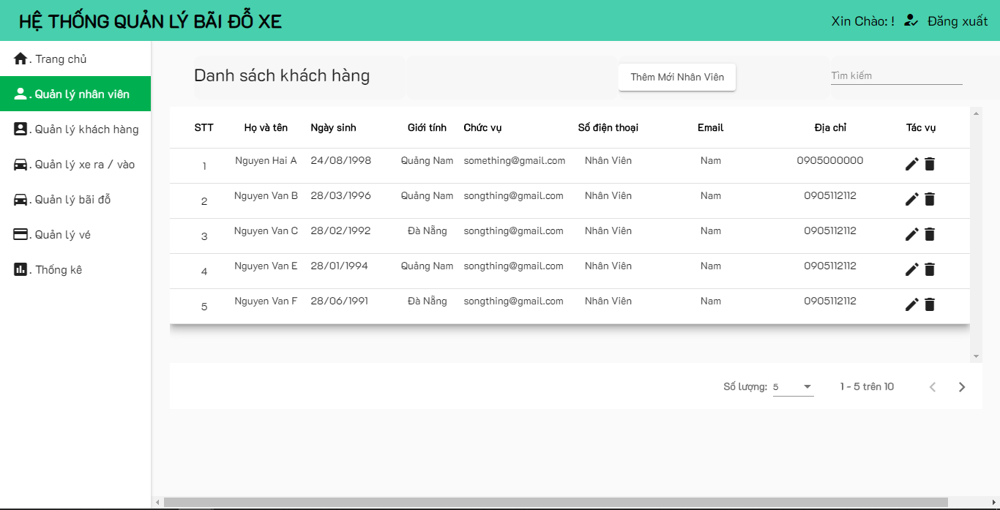 HỆ THỐNG QUẢN LÝ BÃI ĐỖ XE
Xin Chào: ! Đăng xuất
. Trang chủ
. Quản lý nhân viên
. Quản lý khách hàng
. Quản lý xe ra / vào
. Quản lý bãi đỗ
. Quản lý vé
. Thống kê
Danh sách khách hàng
Thêm Mới Nhân Viên
Tìm kiếm
STT Họ và tên Ngày sinh Giới tính Chức vụ Số điện thoại Email Địa chỉ Tác vụ
1 Nguyen Hai A 24/08/1998 Quảng Nam something@gmail.com Nhân Viên Nam 0905000000
2 Nguyen Van B 28/03/1996 Quảng Nam songthing@gmail.com Nhân Viên Nam 0905112112
3 Nguyen Van C 28/02/1992 Đà Nẵng songthing@gmail.com Nhân Viên Nam 0905112112
4 Nguyen Van E 28/01/1994 Quảng Nam songthing@gmail.com Nhân Viên Nam 0905112112
5 Nguyen Van F 28/06/1991 Đà Nẵng songthing@gmail.com Nhân Viên Nam 0905112112
Số lượng: 5 1 - 5 trên 10